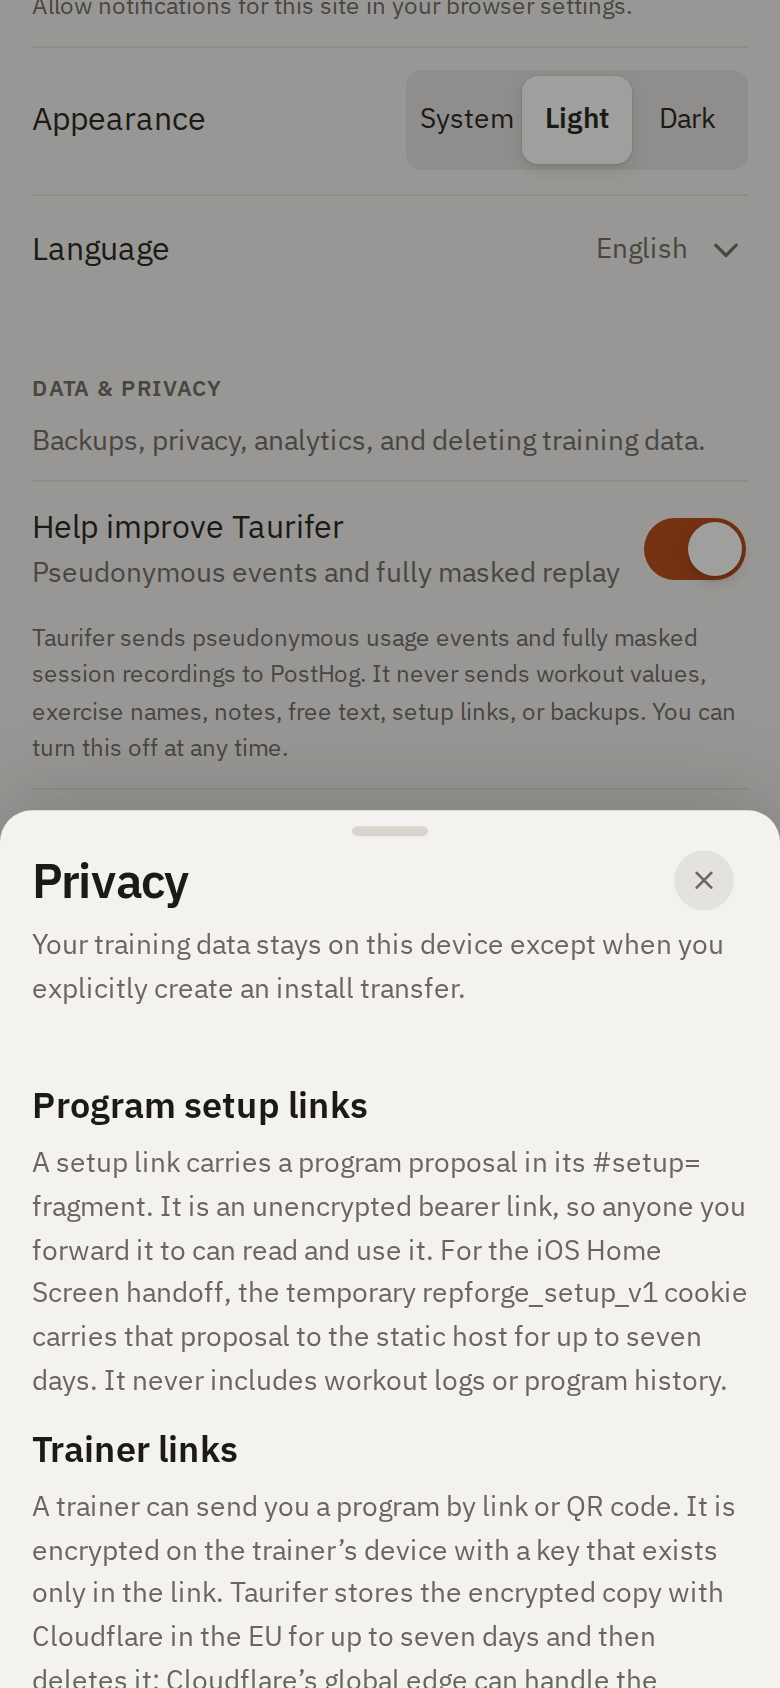 Allow notifications for this site in your browser settings.
Appearance
System Light Dark
Language
English
DATA & PRIVACY
Backups, privacy, analytics, and deleting training data.
Help improve Taurifer
Pseudonymous events and fully masked replay
Taurifer sends pseudonymous usage events and fully masked
session recordings to PostHog. It never sends workout values,
exercise names, notes, free text, setup links, or backups. You can
turn this off at any time.
Privacy
Your training data stays on this device except when you
explicitly create an install transfer.
Program setup links
A setup link carries a program proposal in its #setup=
fragment. It is an unencrypted bearer link, so anyone you
forward it to can read and use it. For the iOS Home
Screen handoff, the temporary repforge_setup_v1 cookie
carries that proposal to the static host for up to seven
days. It never includes workout logs or program history.
Trainer links
A trainer can send you a program by link or QR code. It is
encrypted on the trainer’s device with a key that exists
only in the link. Taurifer stores the encrypted copy with
Cloudflare in the EU for up to seven days and then
deletes it; Cloudflare’s global edge can handle the